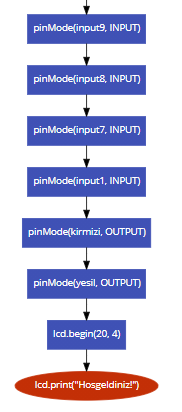 pinMode(input9, INPUT)
pinMode(input8, INPUT)
pinMode(input7, INPUT)
pinMode(input1, INPUT)
pinMode(kirmizi, OUTPUT)
pinMode(yesil, OUTPUT)
lcd.begin(20, 4)
lcd.print("Hosgeldiniz!")